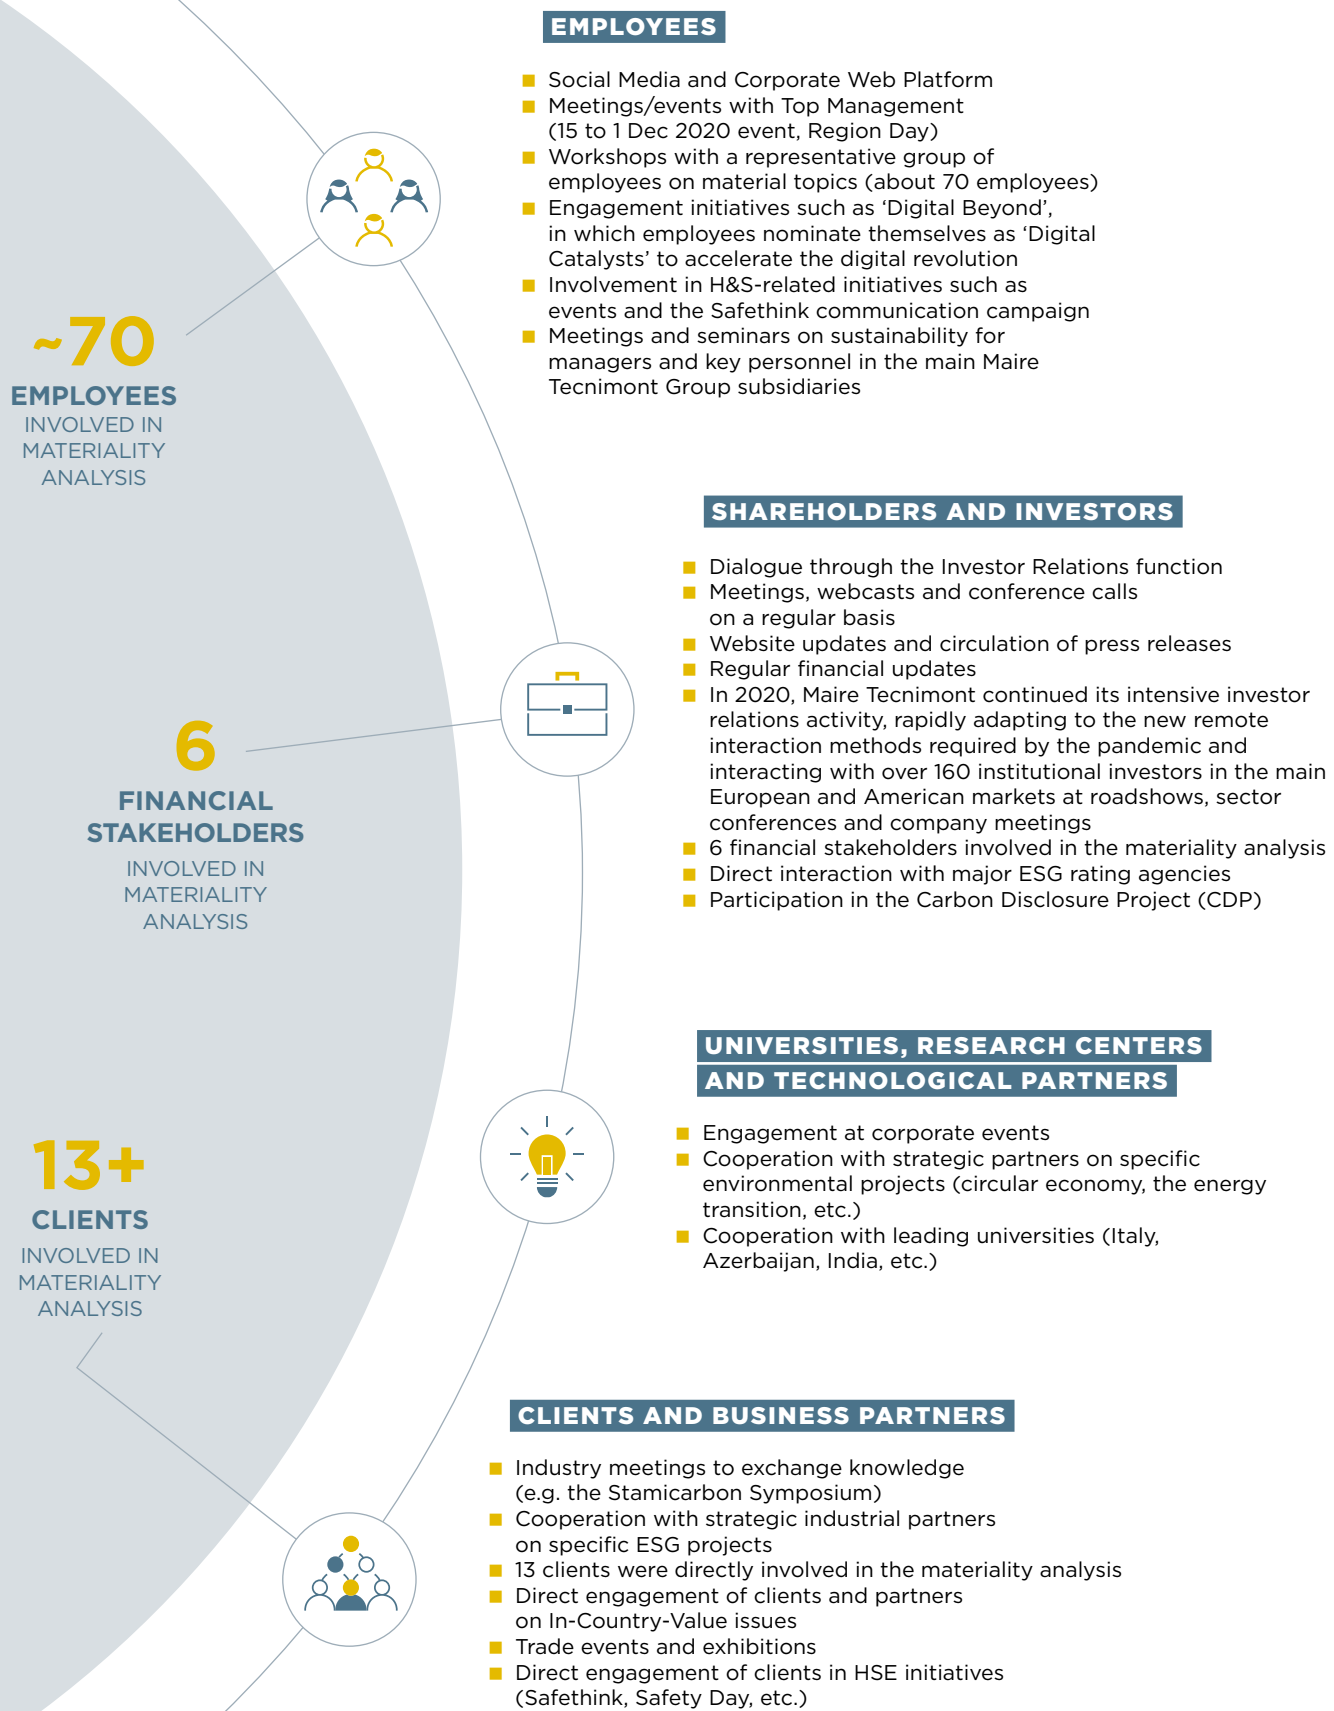 EMPLOYEES
■ Social Media and Corporate Web Platform
■ Meetings/events with Top Management
(15 to 1 Dec 2020 event, Region Day)
■ Workshops with a representative group of
employees on material topics (about 70 employees)
■ Engagement initiatives such as ‘Digital Beyond’,
in which employees nominate themselves as ‘Digital
Catalysts’ to accelerate the digital revolution
■ Involvement in H&S-related initiatives such as
events and the Safethink communication campaign
■ Meetings and seminars on sustainability for
managers and key personnel in the main Maire
Tecnimont Group subsidiaries
~70
EMPLOYEES
INVOLVED IN
MATERIALITY
ANALYSIS
SHAREHOLDERS AND INVESTORS
■ Dialogue through the Investor Relations function
■ Meetings, webcasts and conference calls
on a regular basis
■ Website updates and circulation of press releases
■ Regular financial updates
■ In 2020, Maire Tecnimont continued its intensive investor
relations activity, rapidly adapting to the new remote
interaction methods required by the pandemic and
interacting with over 160 institutional investors in the main
European and American markets at roadshows, sector
conferences and company meetings
■ 6 financial stakeholders involved in the materiality analysis
■ Direct interaction with major ESG rating agencies
■ Participation in the Carbon Disclosure Project (CDP)
6
FINANCIAL
STAKEHOLDERS
INVOLVED IN
MATERIALITY
ANALYSIS
UNIVERSITIES, RESEARCH CENTERS
AND TECHNOLOGICAL PARTNERS
■ Engagement at corporate events
■ Cooperation with strategic partners on specific
environmental projects (circular economy, the energy
transition, etc.)
■ Cooperation with leading universities (Italy,
Azerbaijan, India, etc.)
13+
CLIENTS
INVOLVED IN
MATERIALITY
ANALYSIS
CLIENTS AND BUSINESS PARTNERS
■ Industry meetings to exchange knowledge
(e.g. the Stamicarbon Symposium)
■ Cooperation with strategic industrial partners
on specific ESG projects
■ 13 clients were directly involved in the materiality analysis
■ Direct engagement of clients and partners
on In-Country-Value issues
■ Trade events and exhibitions
■ Direct engagement of clients in HSE initiatives
(Safethink, Safety Day, etc.)